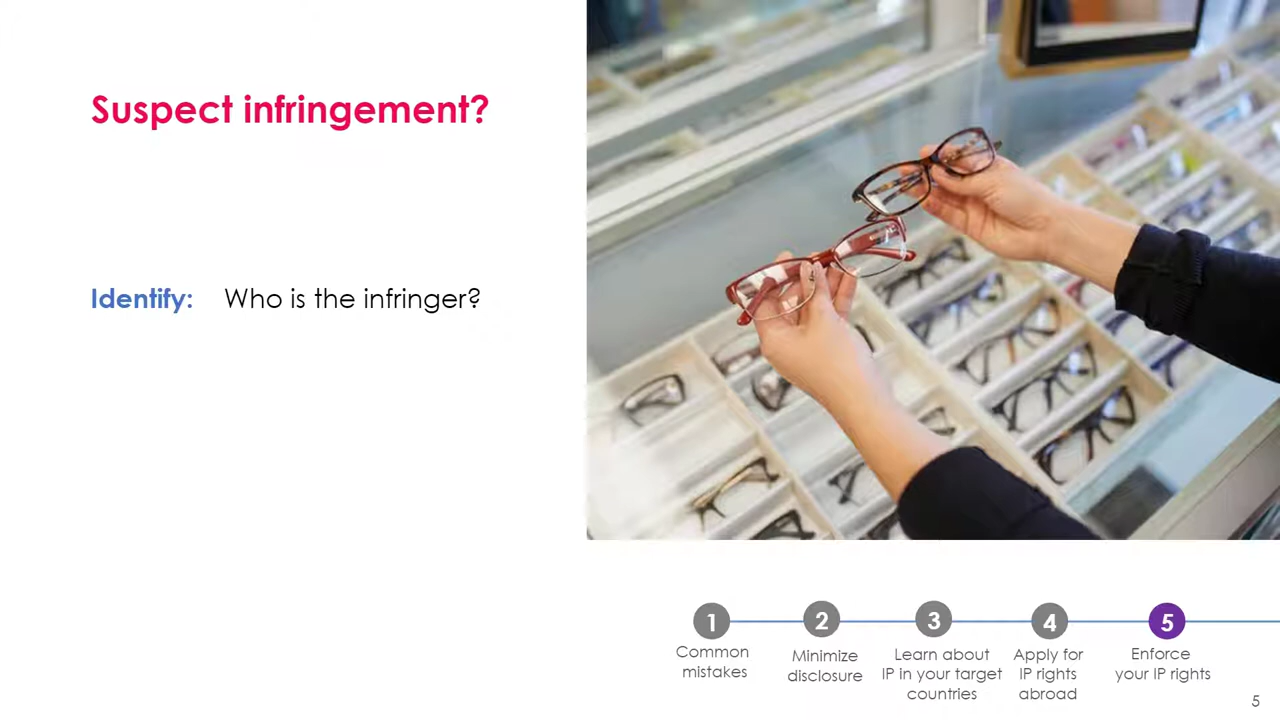 Suspect infringement?
Identify: Who is the infringer?
1
Common
mistakes
2
Minimize
disclosure
3
Learn about
IP in your target
countries
4
Apply for
IP rights
abroad
5
Enforce
your IP rights
5